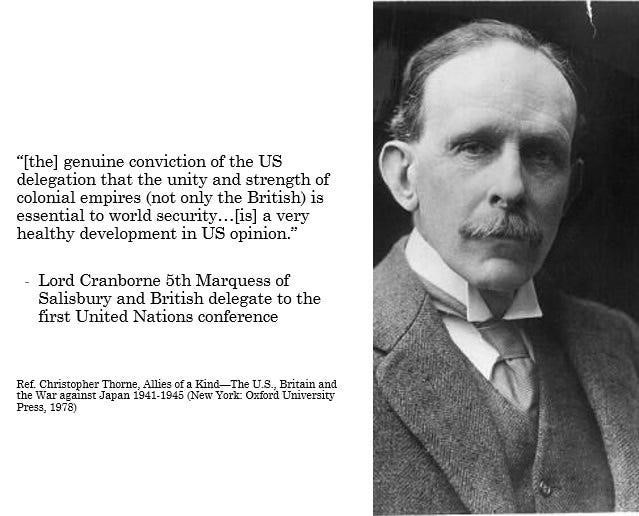 “[the] genuine conviction of the US
delegation that the unity and strength of
colonial empires (not only the British) is
essential to world security…[is] a very
healthy development in US opinion.”
- Lord Cranborne 5th Marquess of
Salisbury and British delegate to the
first United Nations conference
Ref. Christopher Thorne, Allies of a Kind—The U.S., Britain and
the War against Japan 1941-1945 (New York: Oxford University
Press, 1978)